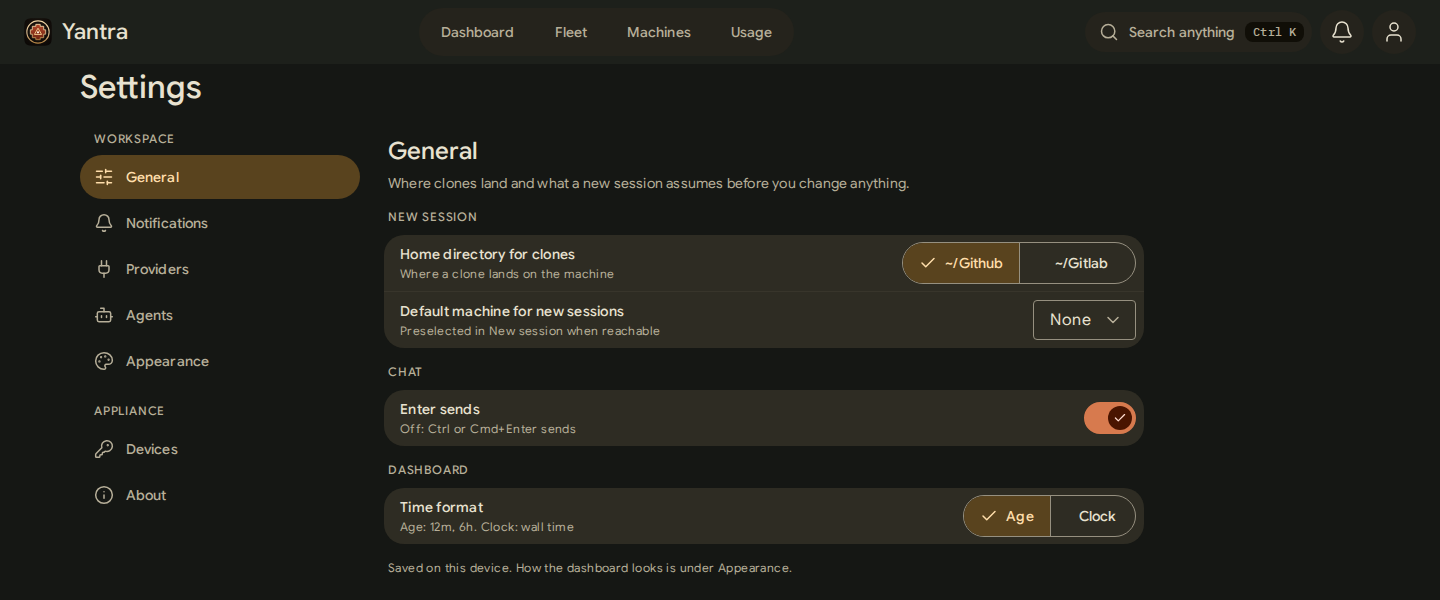 Yantra
Dashboard
Fleet
Machines
Usage
Search anything
Ctrl K
Settings
WORKSPACE
General
Notifications
Providers
Agents
Appearance
APPLIANCE
Devices
About
General
Where clones land and what a new session assumes before you change anything.
NEW SESSION
Home directory for clones
Where a clone lands on the machine
~/Github
~/Gitlab
Default machine for new sessions
Preselected in New session when reachable
None
CHAT
Enter sends
Off: Ctrl or Cmd+Enter sends
DASHBOARD
Time format
Age: 12m, 6h. Clock: wall time
Age
Clock
Saved on this device. How the dashboard looks is under Appearance.